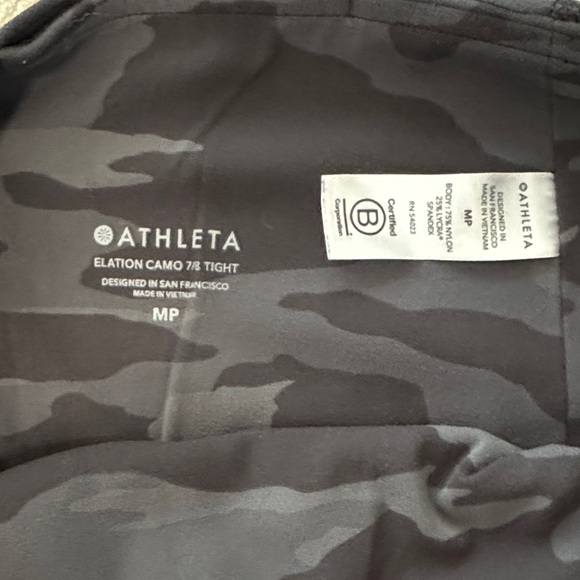 ATHLETA
ELATION CAMO 7/8 TIGHT
DESIGNED IN SAN FRANCISCO
MADE IN VIETNAM
MP
ATHLETA
DESIGNED IN
SAN FRANCISCO
MADE IN VIETNAM
MP
BODY: 75% NYLON
25% LYCRA®
SPANDEX
RN 54023
Certified
B
Corporation